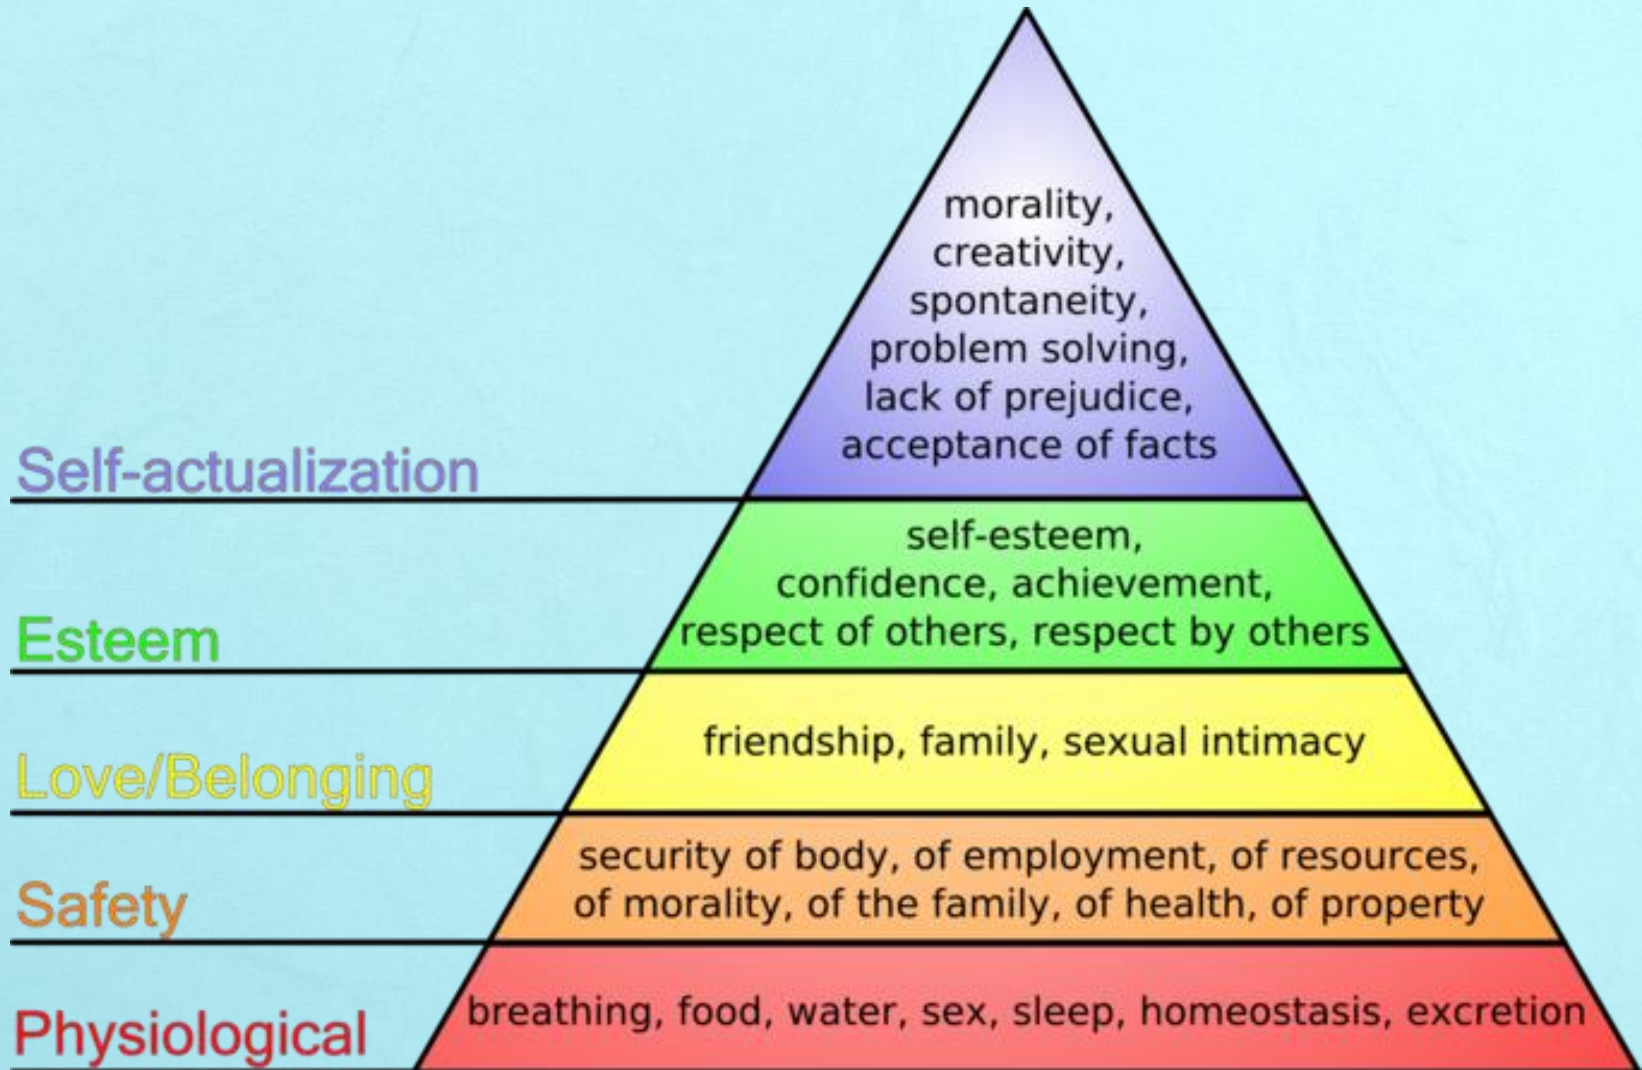 morality,
creativity,
spontaneity,
problem solving,
lack of prejudice,
acceptance of facts
Self-actualization
self-esteem,
confidence, achievement,
respect of others, respect by others
Esteem
friendship, family, sexual intimacy
Love/Belonging
security of body, of employment, of resources,
of morality, of the family, of health, of property
Safety
breathing, food, water, sex, sleep, homeostasis, excretion
Physiological